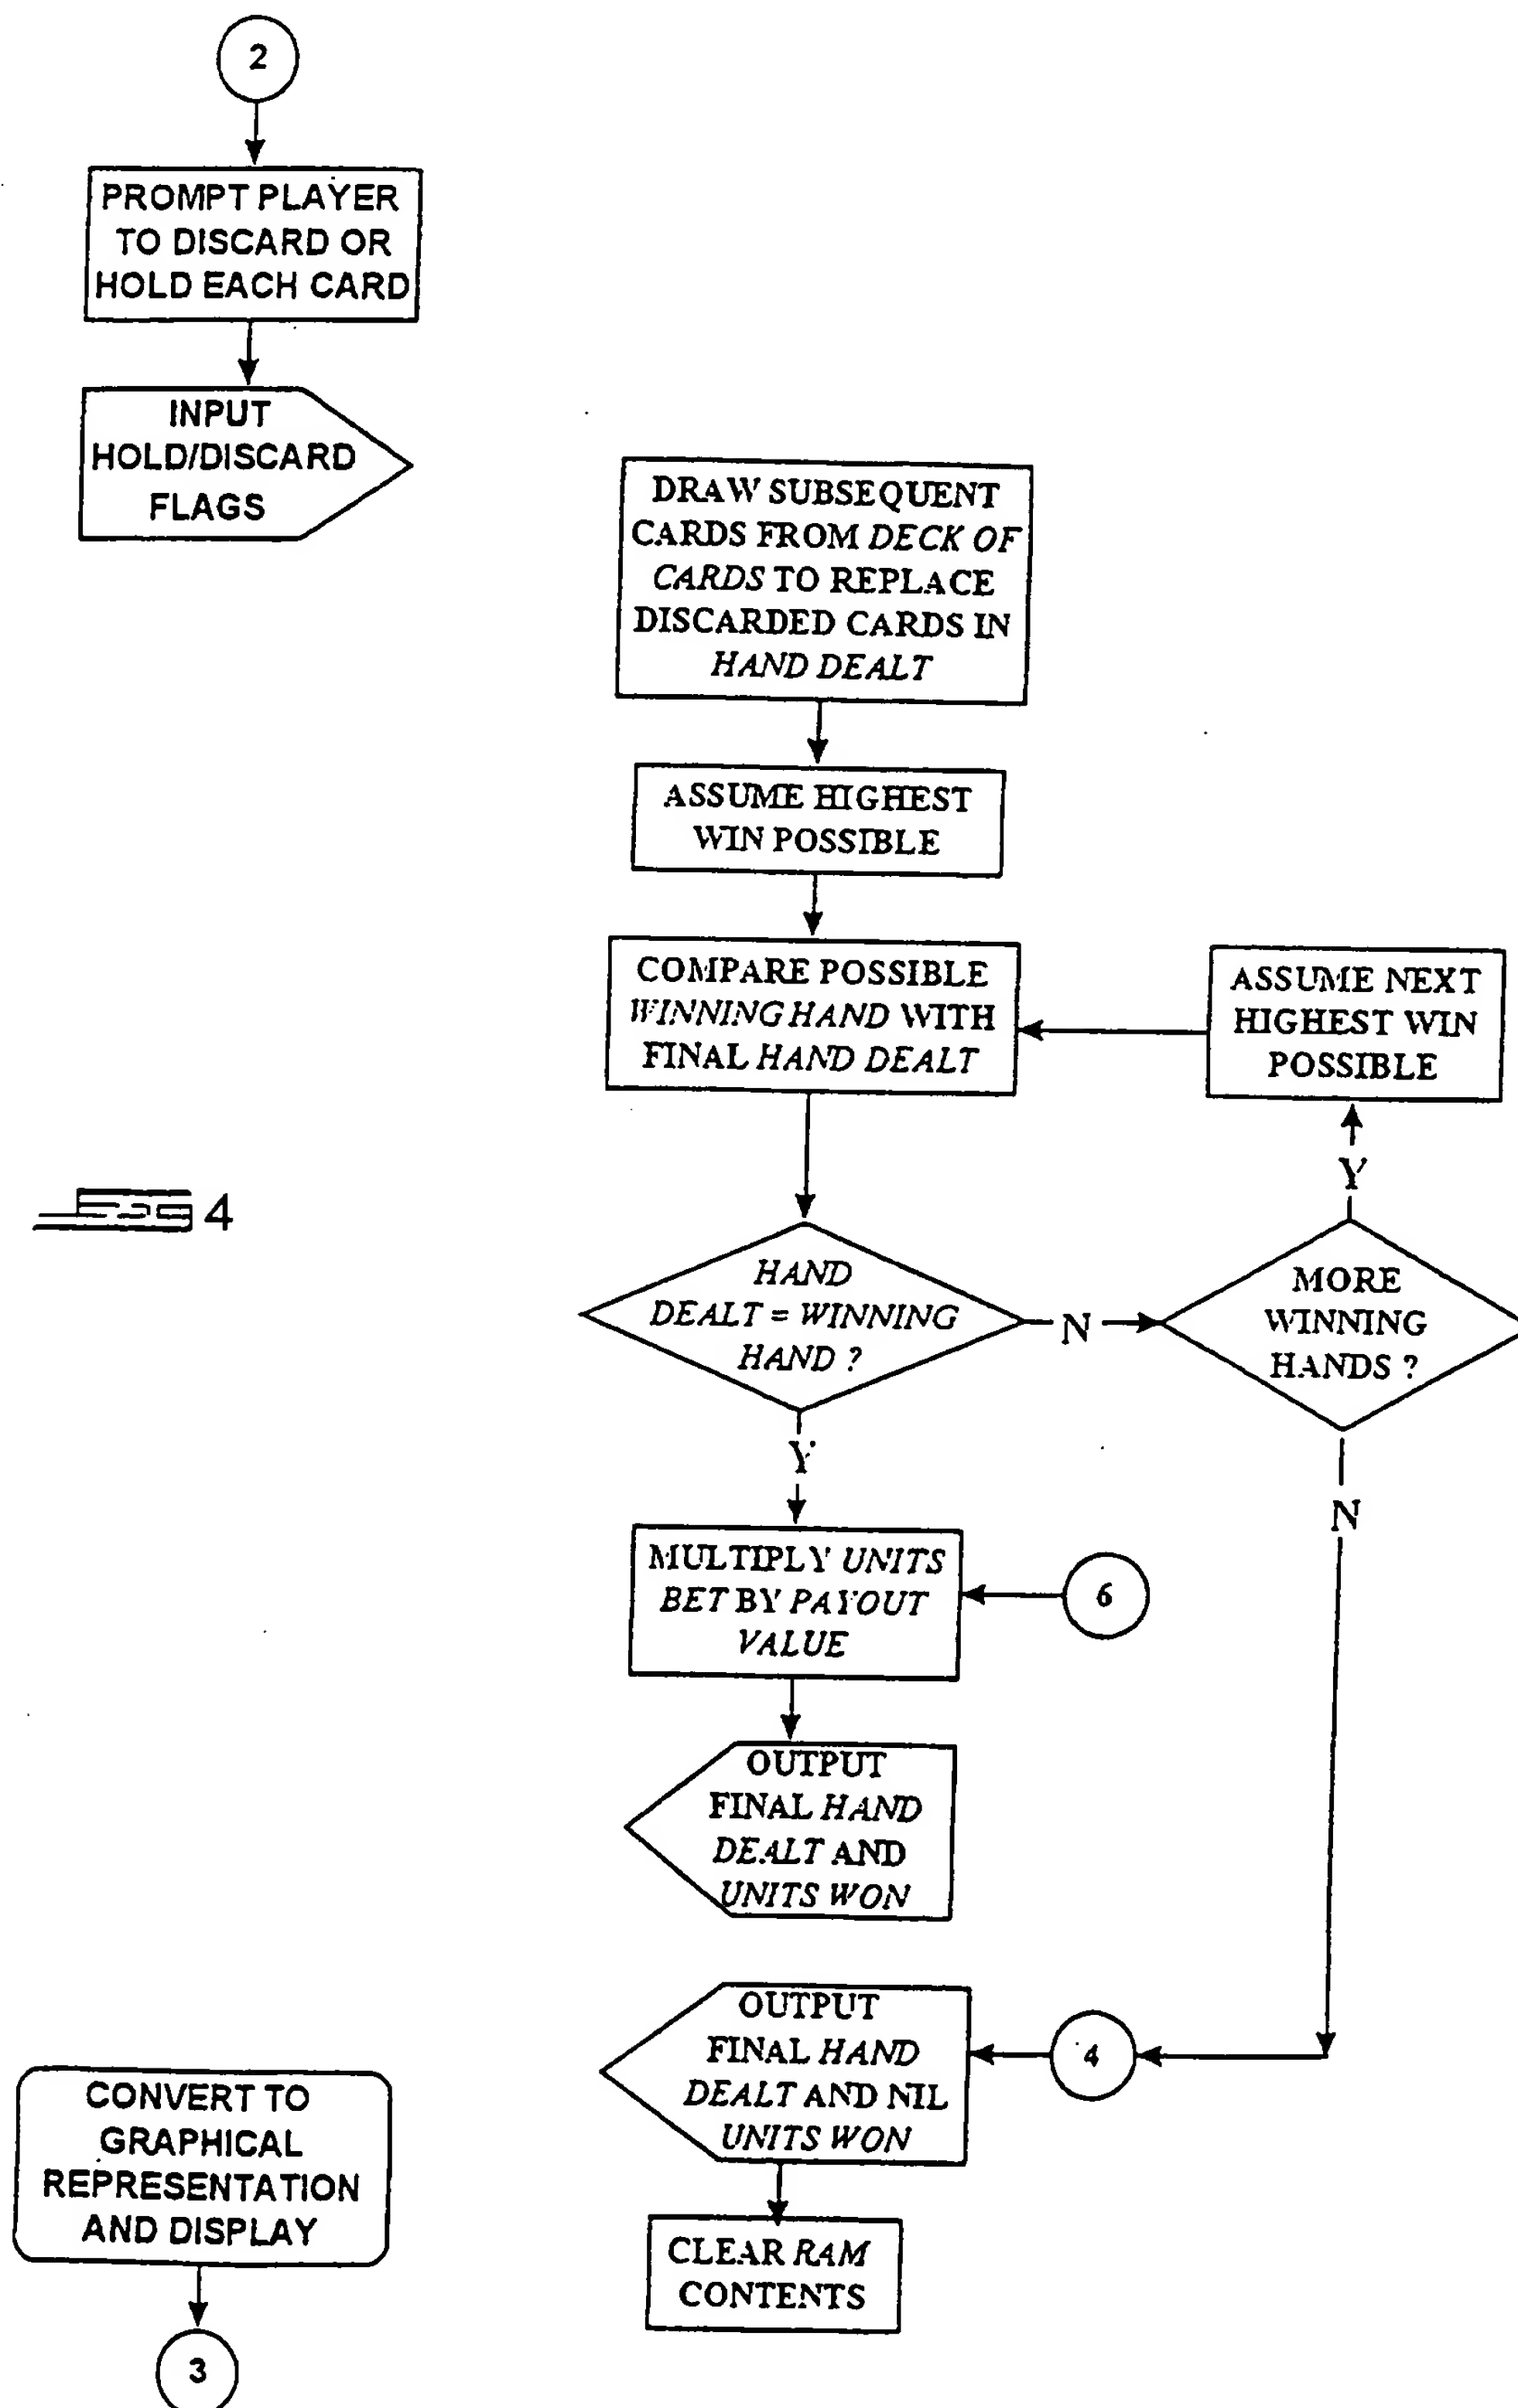 2
PROMPT PLAYER
TO DISCARD OR
HOLD EACH CARD
INPUT
HOLD/DISCARD
FLAGS
DRAW SUBSEQUENT
CARDS FROM DECK OF
CARDS TO REPLACE
DISCARDED CARDS IN
HAND DEALT
ASSUME HIGHEST
WIN POSSIBLE
COMPARE POSSIBLE
WINNING HAND WITH
FINAL HAND DEALT
ASSUME NEXT
HIGHEST WIN
POSSIBLE
Y
4
HAND
DEALT = WINNING
HAND ?
N
MORE
WINNING
HANDS ?
Y
N
MULTIPLY UNITS
BET BY PAYOUT
VALUE
6
OUTPUT
FINAL HAND
DEALT AND
UNITS WON
OUTPUT
FINAL HAND
DEALT AND NIL
UNITS WON
4
CONVERT TO
GRAPHICAL
REPRESENTATION
AND DISPLAY
CLEAR RAM
CONTENTS
3